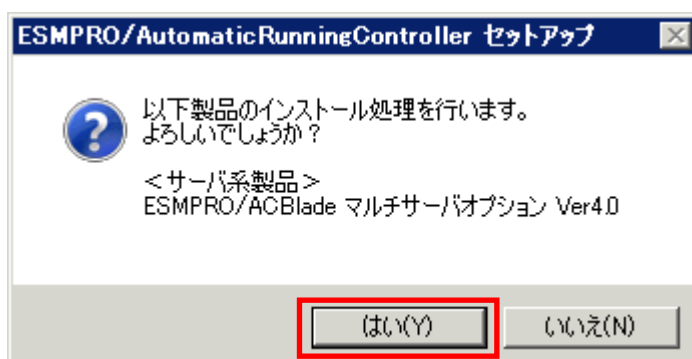 ESMPRO/AutomaticRunningController セットアップ
以下製品のインストール処理を行います。
よろしいでしょうか？
＜サーバ系製品＞
ESMPRO/ACBlade マルチサーバオプション Ver4.0
はい(Y)
いいえ(N)